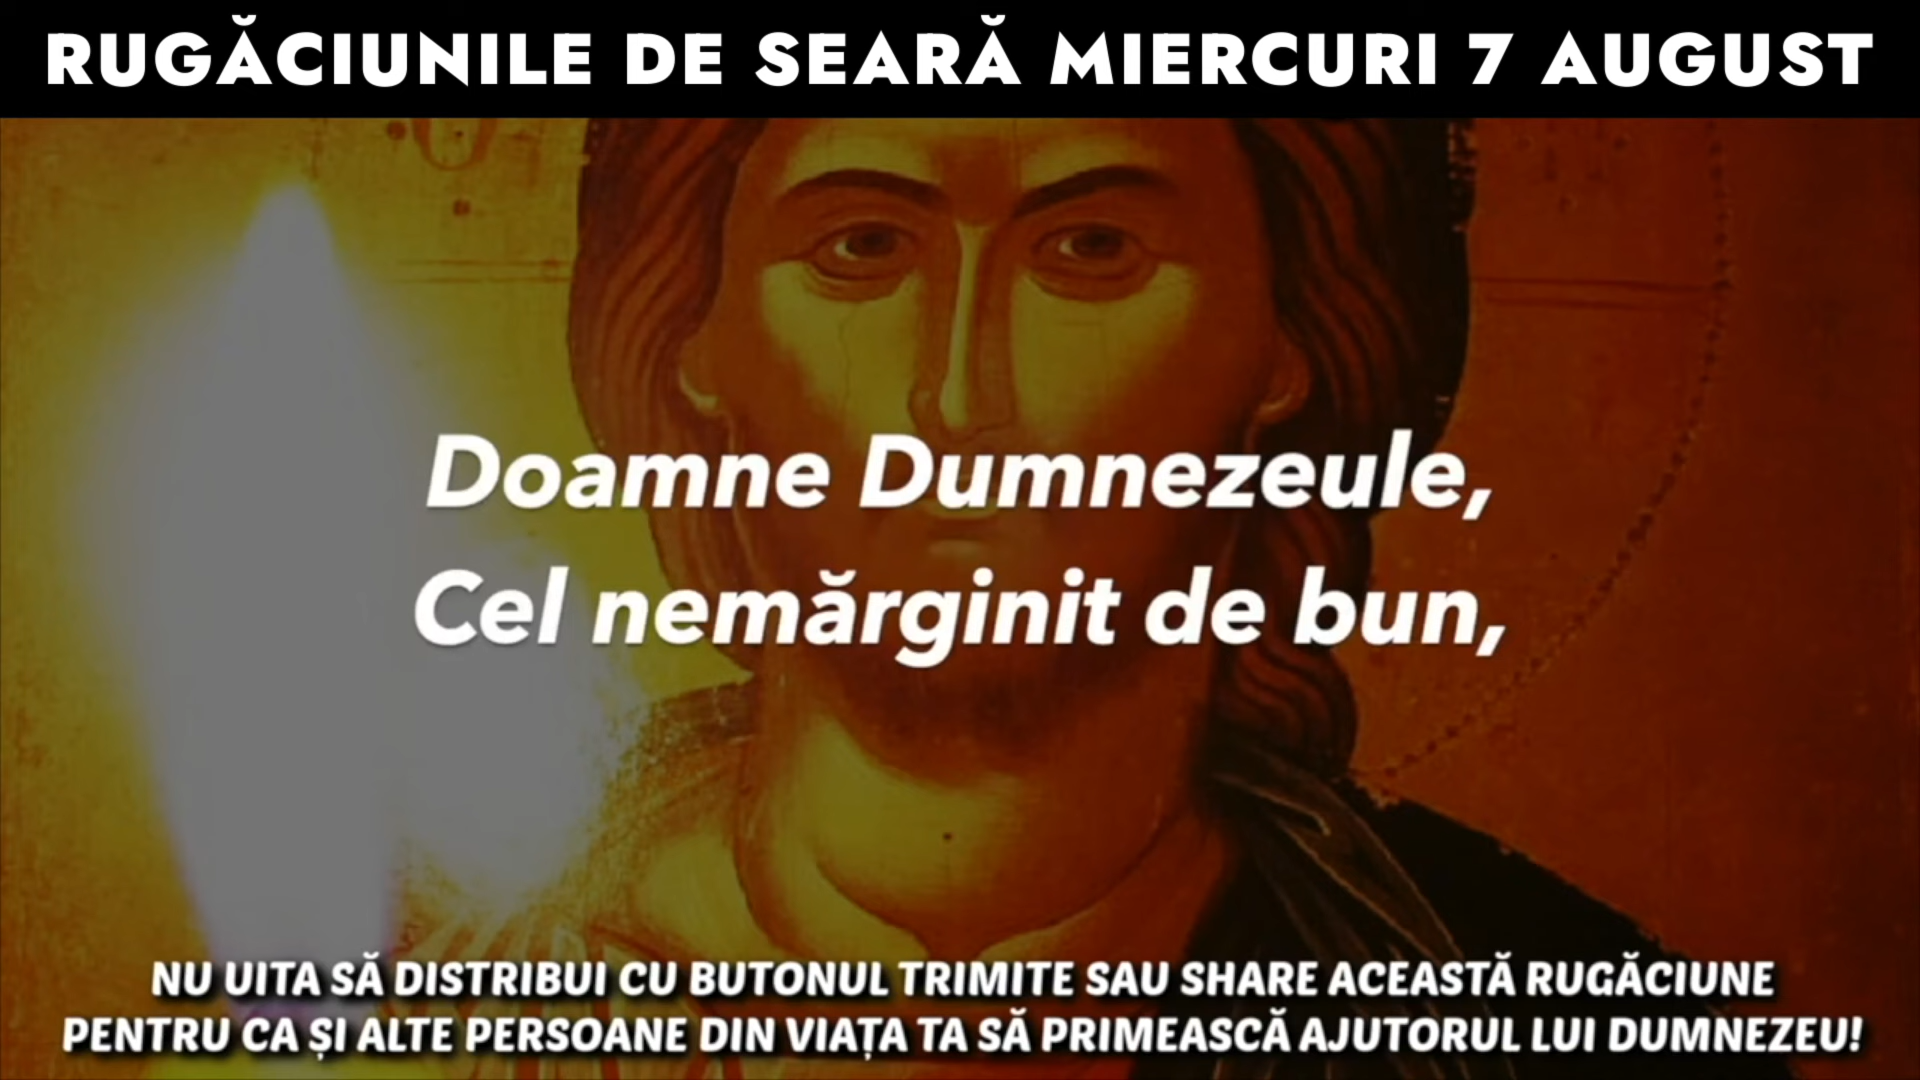 RUGĂCIUNILE DE SEARĂ MIERCURI 7 AUGUST
Doamne Dumnezeule,
Cel nemărginit de bun,
NU UITA SĂ DISTRIBUI CU BUTONUL TRIMITE SAU SHARE ACEASTĂ RUGĂCIUNE
PENTRU CA ȘI ALTE PERSOANE DIN VIAȚA TA SĂ PRIMEASCĂ AJUTORUL LUI DUMNEZEU!